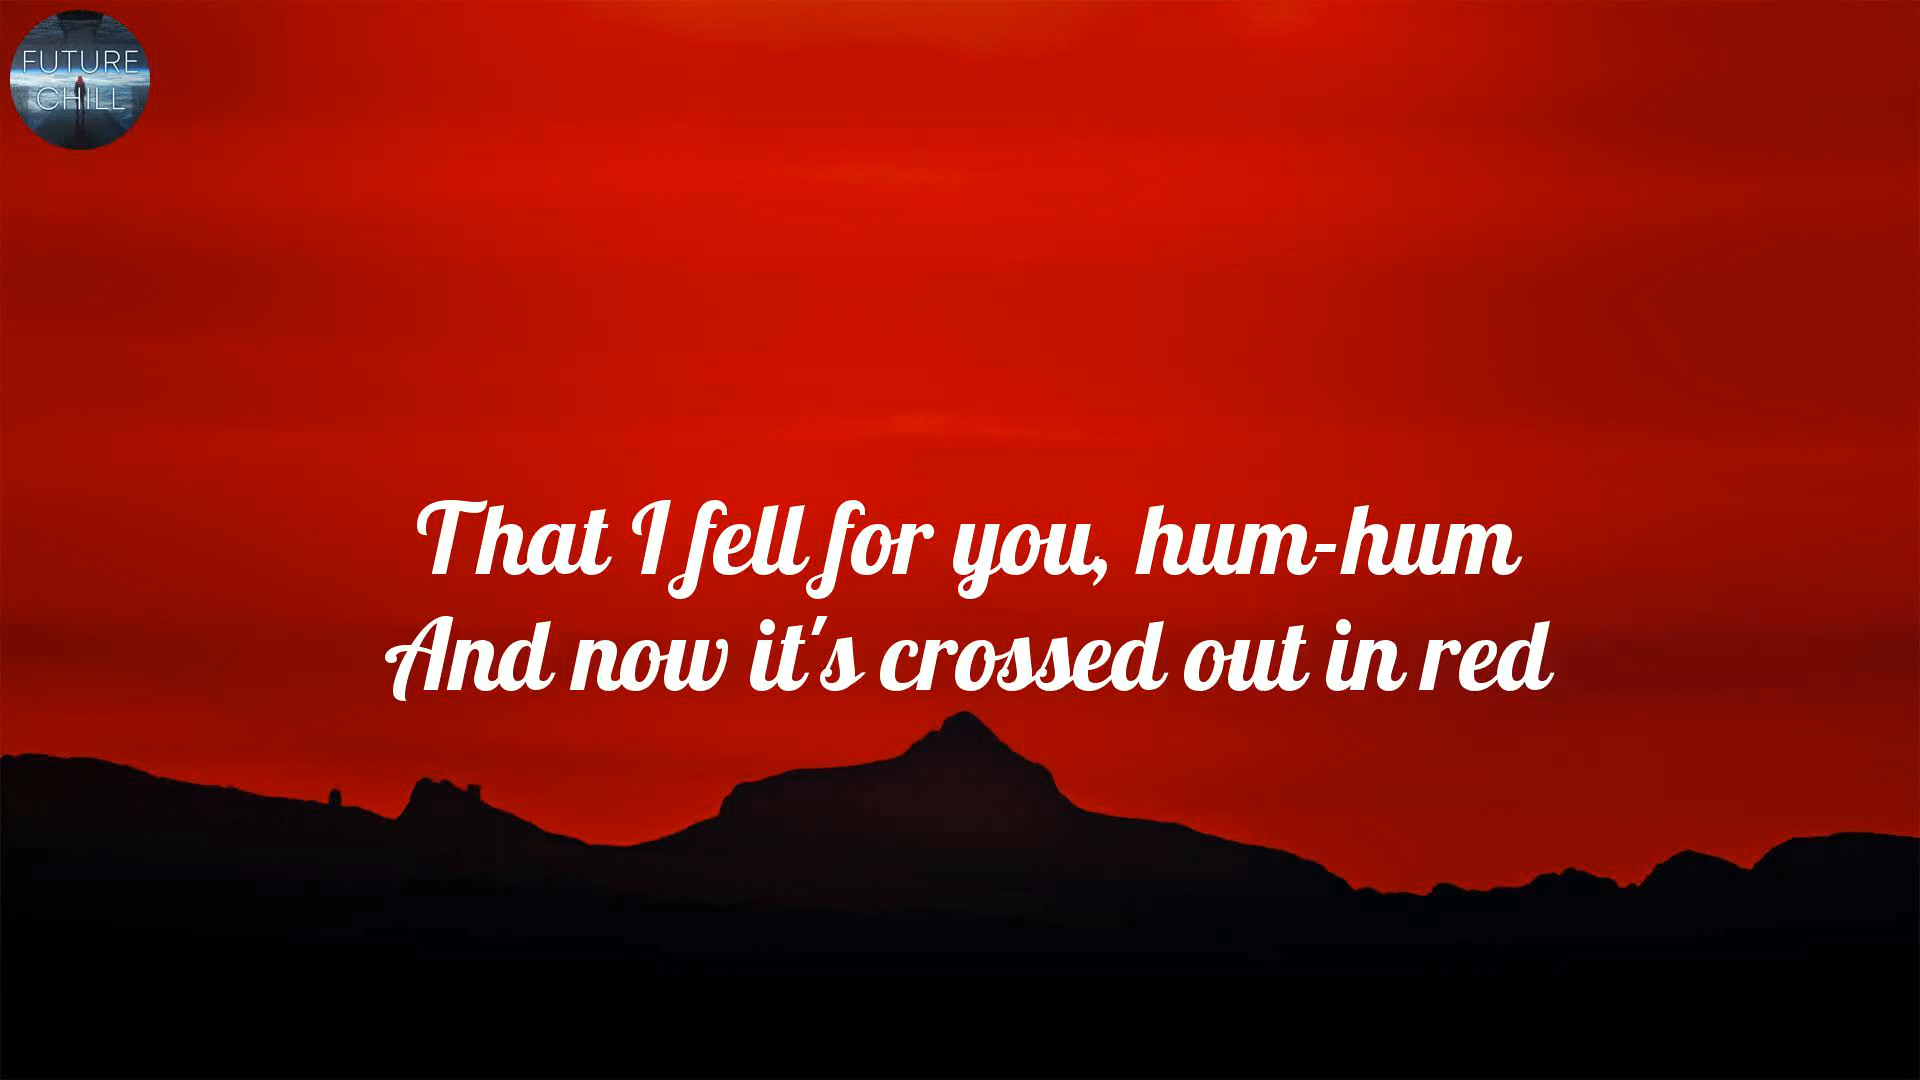 FUTURE
CHILL
That I fell for you, hum-hum
And now it's crossed out in red